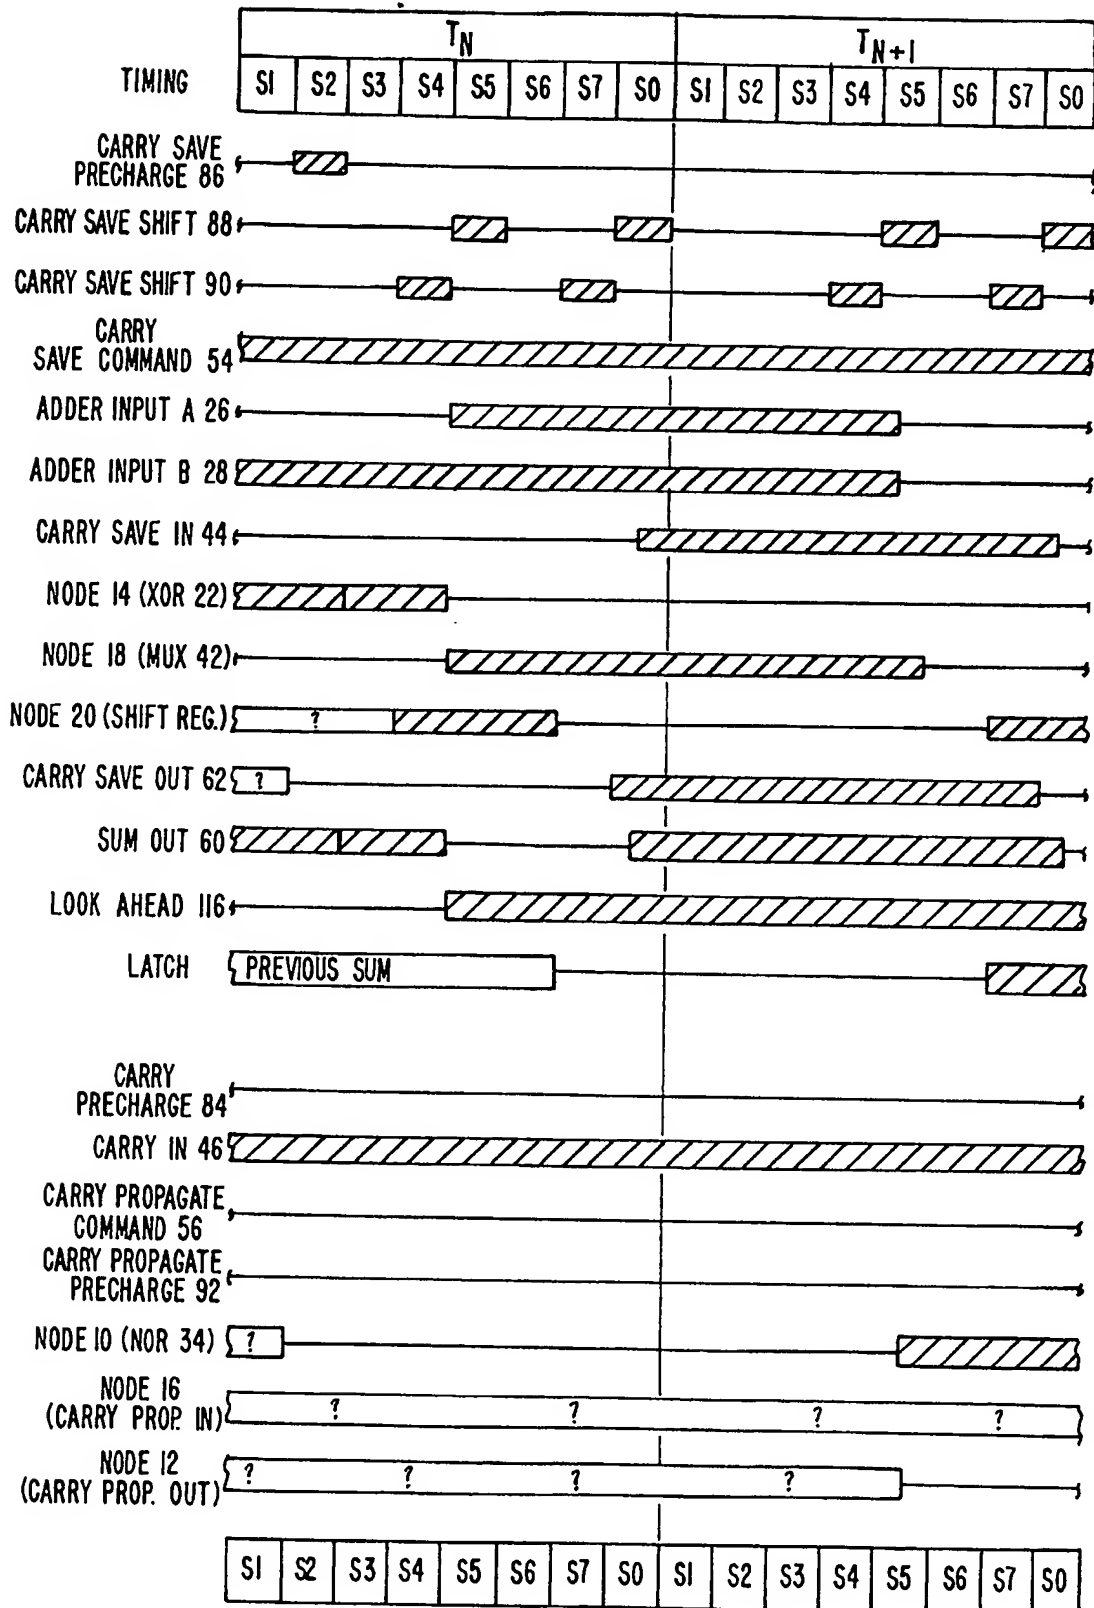 T_N T_N+1
TIMING S1 S2 S3 S4 S5 S6 S7 S0 S1 S2 S3 S4 S5 S6 S7 S0
CARRY SAVE
PRECHARGE 86
CARRY SAVE SHIFT 88
CARRY SAVE SHIFT 90
CARRY
SAVE COMMAND 54
ADDER INPUT A 26
ADDER INPUT B 28
CARRY SAVE IN 44
NODE 14 (XOR 22)
NODE 18 (MUX 42)
NODE 20 (SHIFT REG.) ?
CARRY SAVE OUT 62 ?
SUM OUT 60
LOOK AHEAD 116
LATCH PREVIOUS SUM
CARRY
PRECHARGE 84
CARRY IN 46
CARRY PROPAGATE
COMMAND 56
CARRY PROPAGATE
PRECHARGE 92
NODE 10 (NOR 34) ?
NODE 16
(CARRY PROP. IN) ? ? ? ?
NODE 12
(CARRY PROP. OUT) ? ? ? ?
S1 S2 S3 S4 S5 S6 S7 S0 S1 S2 S3 S4 S5 S6 S7 S0